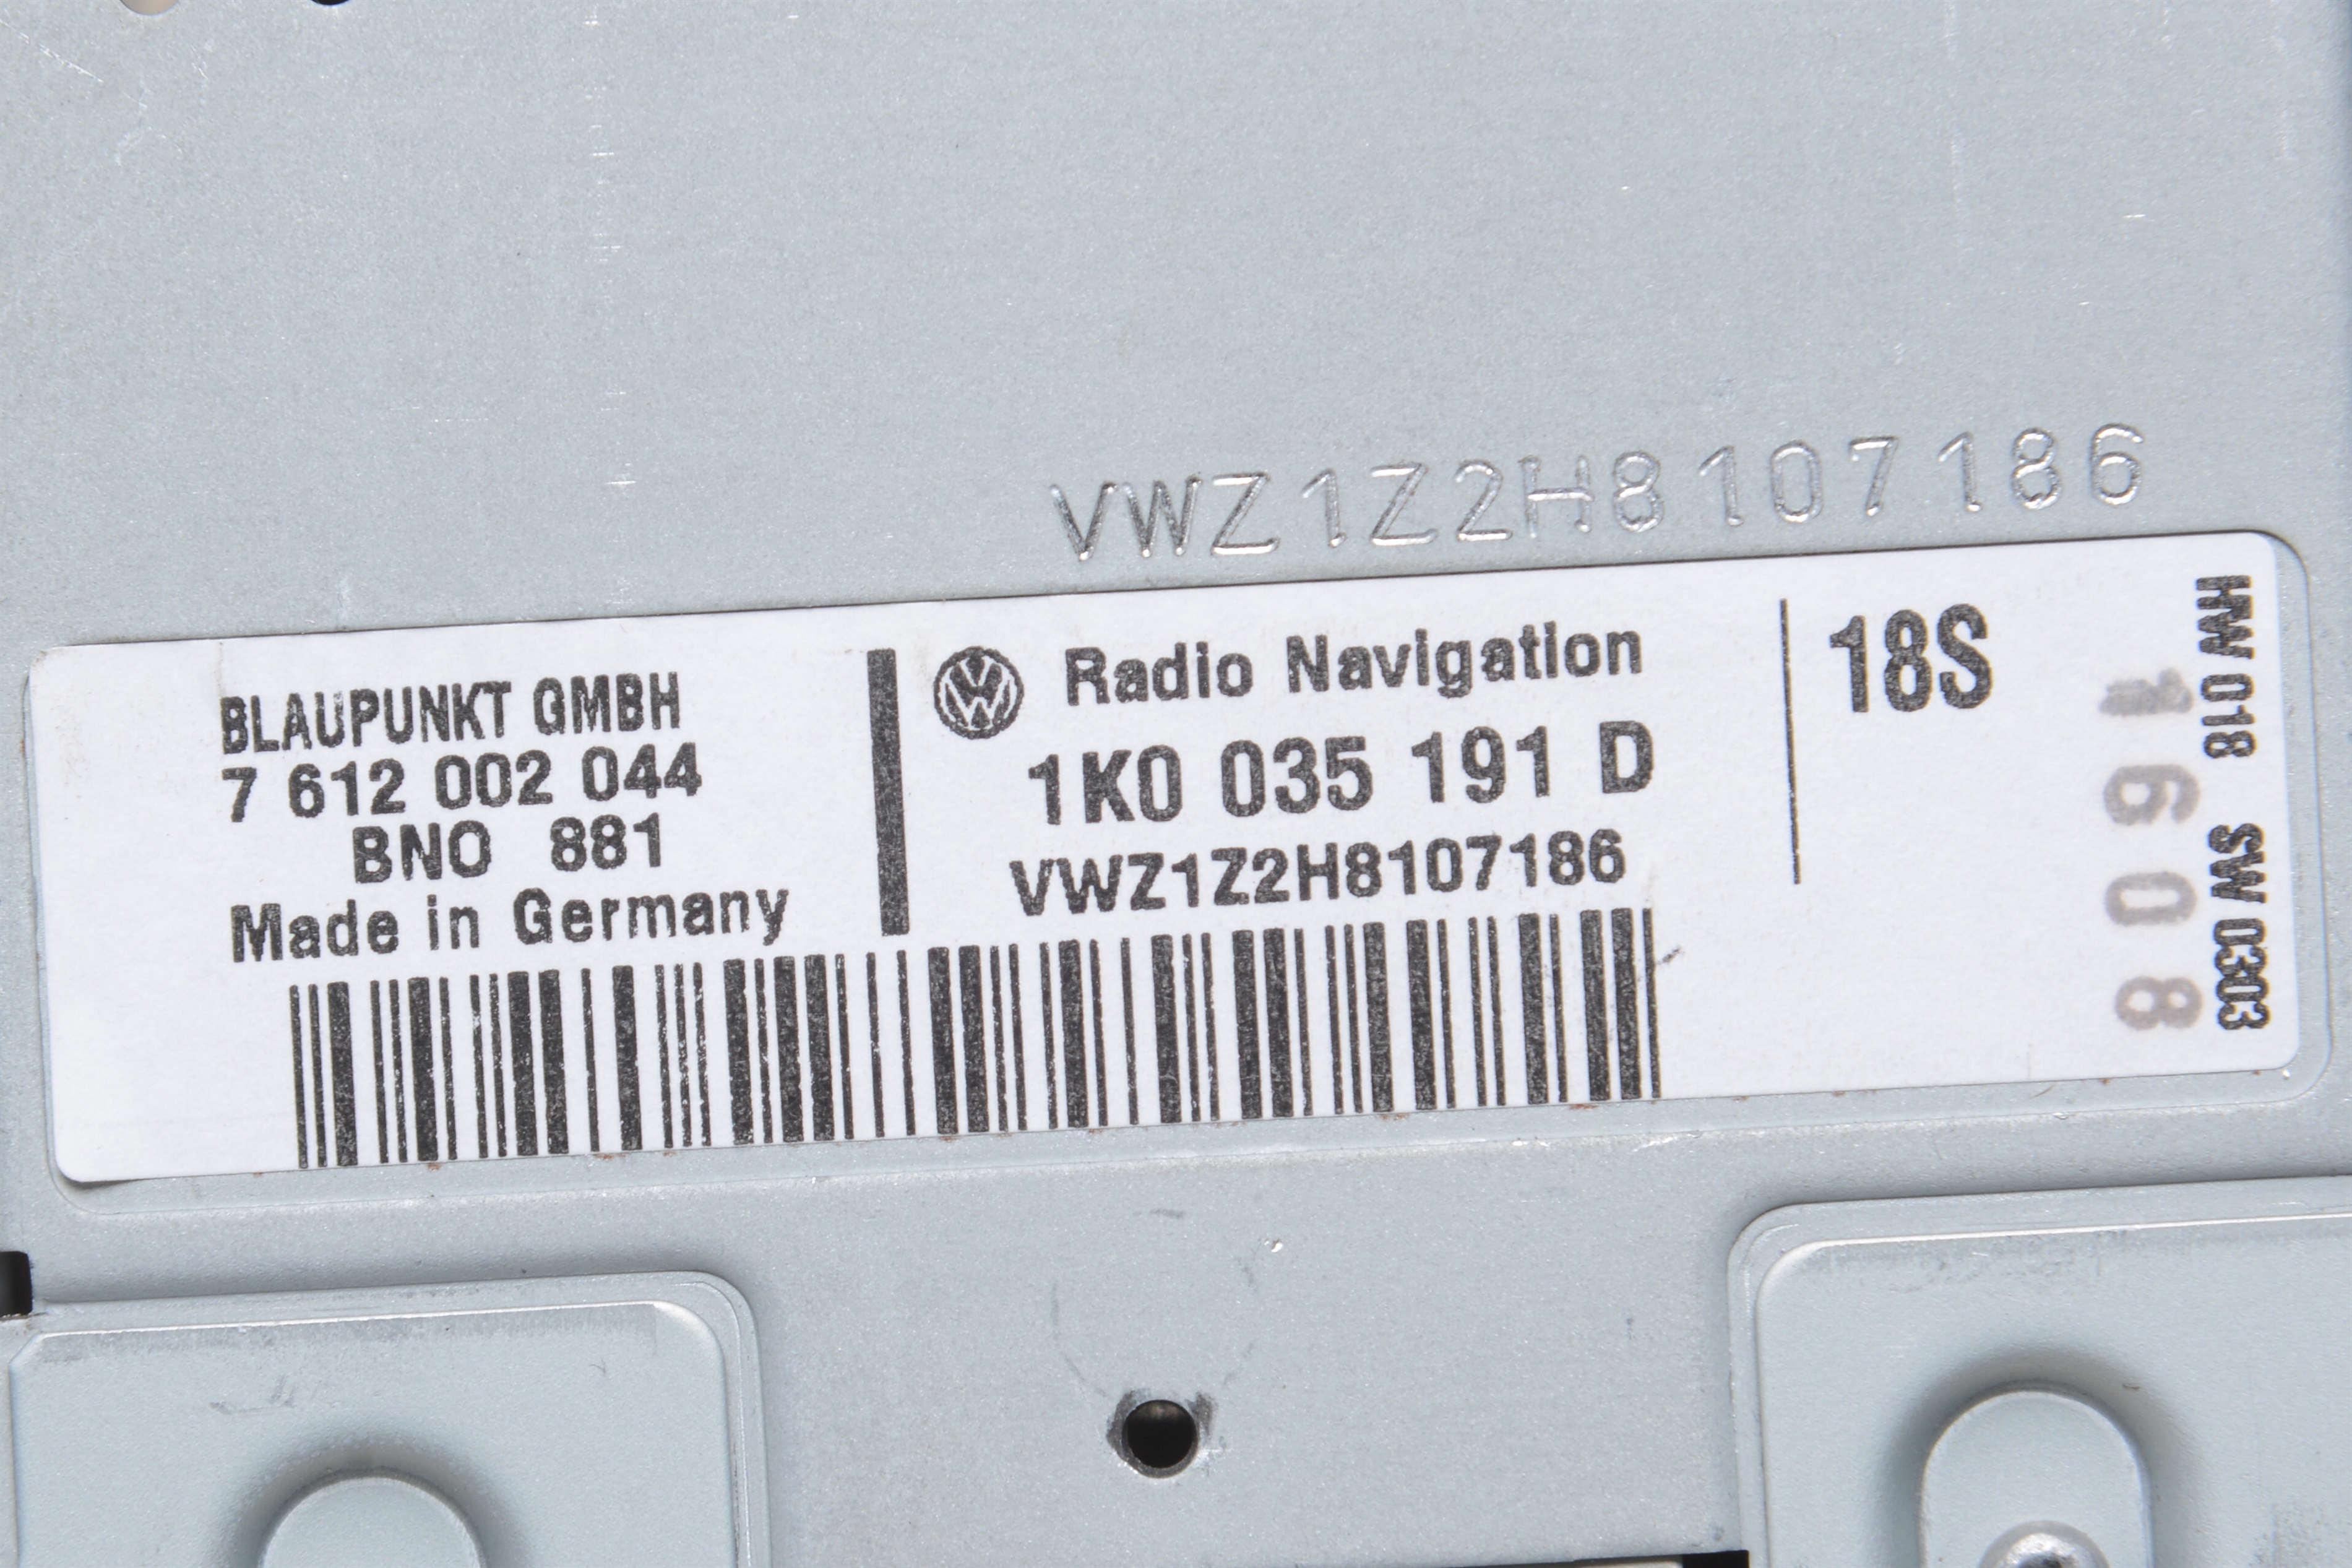 VWZ1Z2H8107186
BLAUPUNKT GMBH
7 612 002 044
BNO 881
Made in Germany
Radio Navigation
1K0 035 191 D
VWZ1Z2H8107186
18S
HW 018 SW 0303
1608